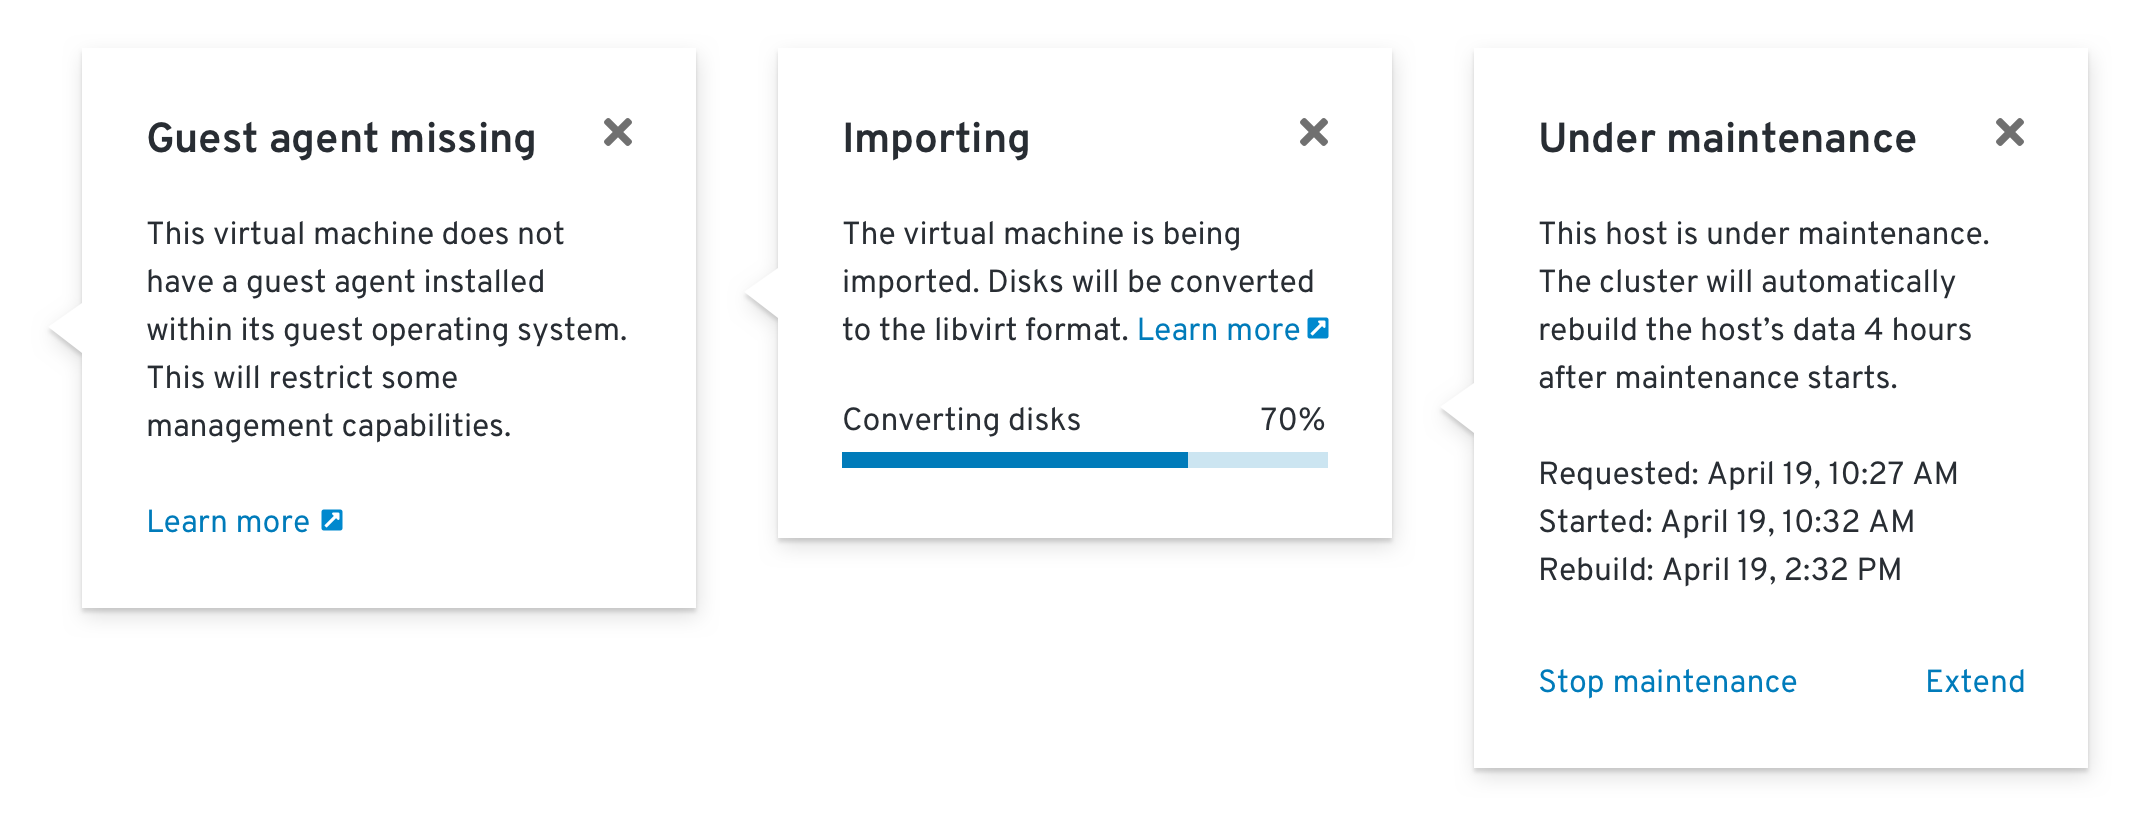 Guest agent missing
This virtual machine does not
have a guest agent installed
within its guest operating system.
This will restrict some
management capabilities.
Learn more
Importing
The virtual machine is being
imported. Disks will be converted
to the libvirt format. Learn more
Converting disks 70%
Under maintenance
This host is under maintenance.
The cluster will automatically
rebuild the host’s data 4 hours
after maintenance starts.
Requested: April 19, 10:27 AM
Started: April 19, 10:32 AM
Rebuild: April 19, 2:32 PM
Stop maintenance Extend